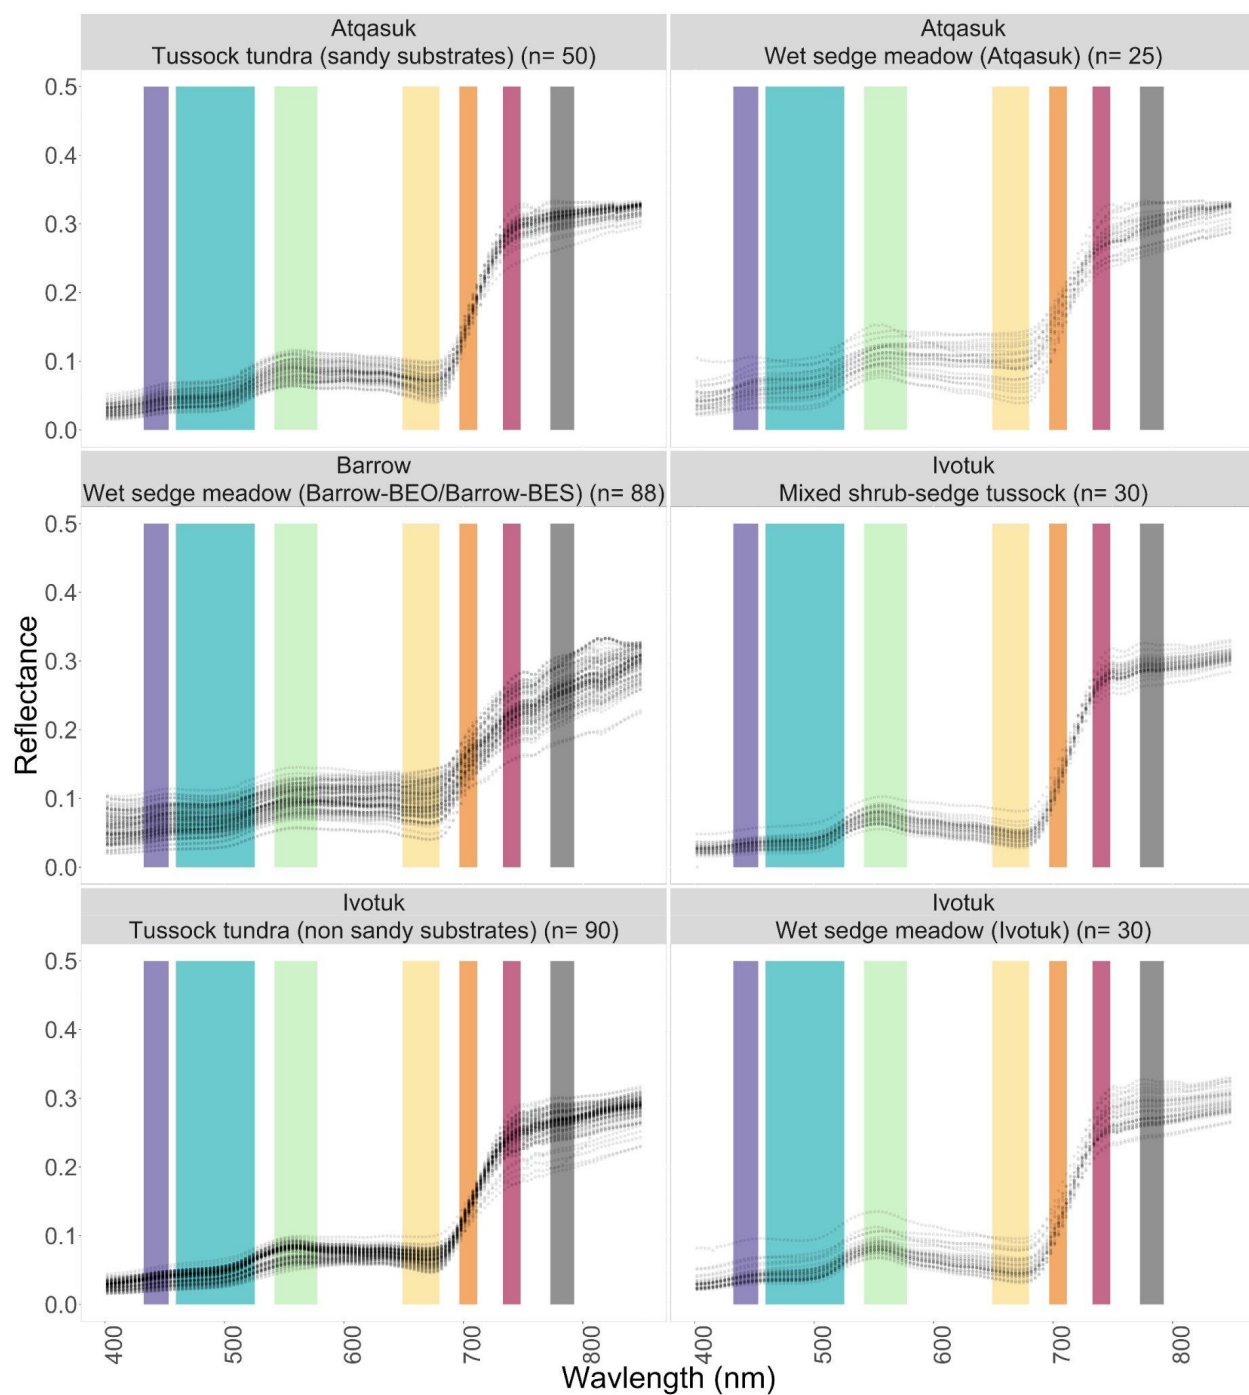 Atqasuk
Tussock tundra (sandy substrates) (n= 50)
Atqasuk
Wet sedge meadow (Atqasuk) (n= 25)
0.5
0.4
0.3
0.2
0.1
0.0
Barrow
Wet sedge meadow (Barrow-BEO/Barrow-BES) (n= 88)
Ivotuk
Mixed shrub-sedge tussock (n= 30)
0.5
0.4
0.3
0.2
0.1
0.0
Reflectance
Ivotuk
Tussock tundra (non sandy substrates) (n= 90)
Ivotuk
Wet sedge meadow (Ivotuk) (n= 30)
0.5
0.4
0.3
0.2
0.1
0.0
400
500
600
700
800
400
500
600
700
800
Wavlength (nm)